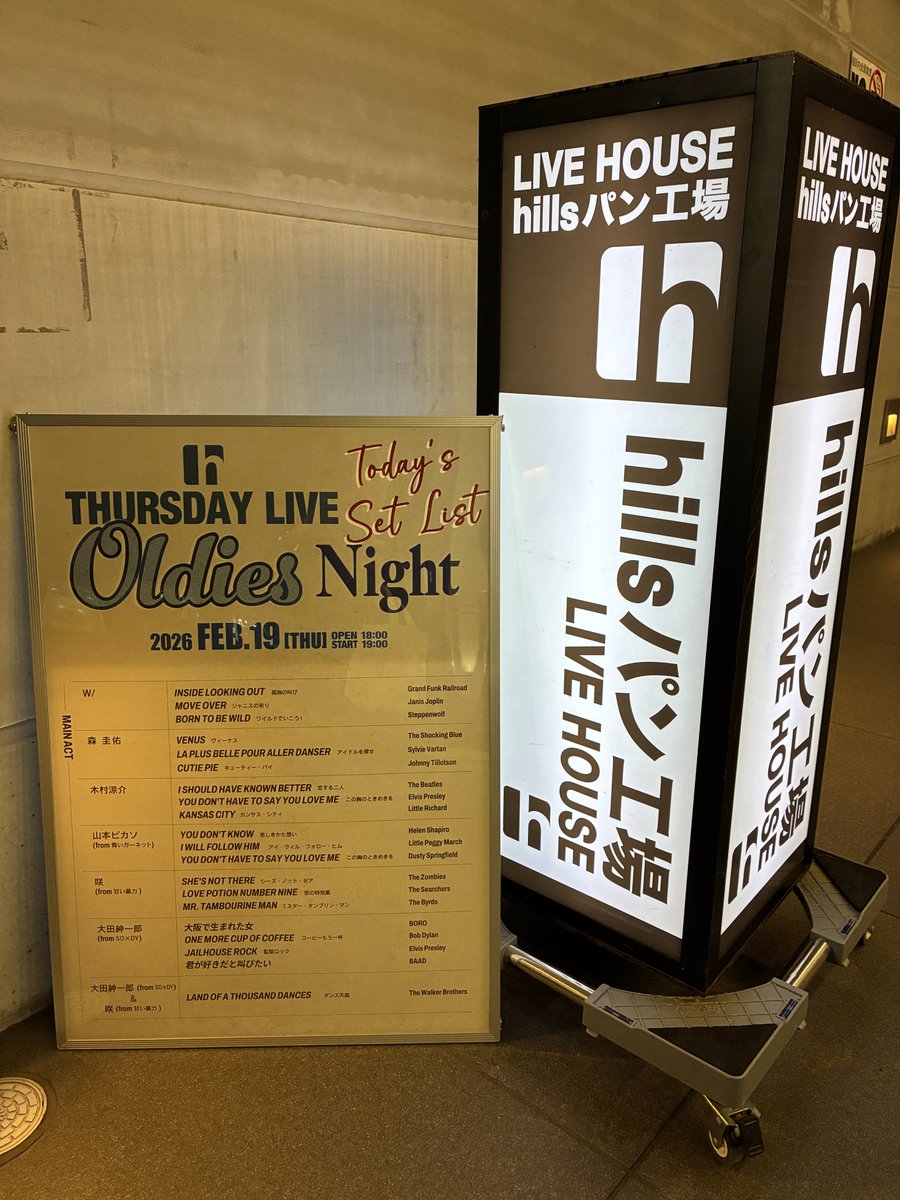 THURSDAY LIVE
Today's
Set List
Oldies Night
2026 FEB.19 [THU] OPEN 18:00
START 19:00
MAIN ACT
W/
INSIDE LOOKING OUT 孤独の叫び Grand Funk Railroad
MOVE OVER ジャニスの祈り Janis Joplin
BORN TO BE WILD ワイルドでいこう! Steppenwolf
森 圭佑
VENUS ヴィーナス The Shocking Blue
LA PLUS BELLE POUR ALLER DANSER アイドルを探せ Sylvie Vartan
CUTIE PIE キューティー・パイ Johnny Tillotson
木村涼介
I SHOULD HAVE KNOWN BETTER 恋する二人 The Beatles
YOU DON'T HAVE TO SAY YOU LOVE ME この胸のときめきを Elvis Presley
KANSAS CITY カンサス・シティ Little Richard
山本ピカソ
(from 青いガーネット)
YOU DON'T KNOW 悲しきかた想い Helen Shapiro
I WILL FOLLOW HIM アイ・ウィル・フォロー・ヒム Little Peggy March
YOU DON'T HAVE TO SAY YOU LOVE ME この胸のときめきを Dusty Springfield
咲
(from 甘い暴力)
SHE'S NOT THERE シーズ・ノット・ゼア The Zombies
LOVE POTION NUMBER NINE 恋の特効薬 The Searchers
MR. TAMBOURINE MAN ミスター・タンブリン・マン The Byrds
大田紳一郎
(from SO×DY)
大阪で生まれた女 BORO
ONE MORE CUP OF COFFEE コーヒーもう一杯 Bob Dylan
JAILHOUSE ROCK 監獄ロック Elvis Presley
君が好きだと叫びたい BAAD
大田紳一郎 (from SO×DY)
&
咲 (from 甘い暴力)
LAND OF A THOUSAND DANCES ダンス天国 The Walker Brothers
LIVE HOUSE
hillsパン工場
hillsパン工場
LIVE HOUSE
LIVE HOUSE
hillsパン工場
hillsパン工場
LIVE HOUSE